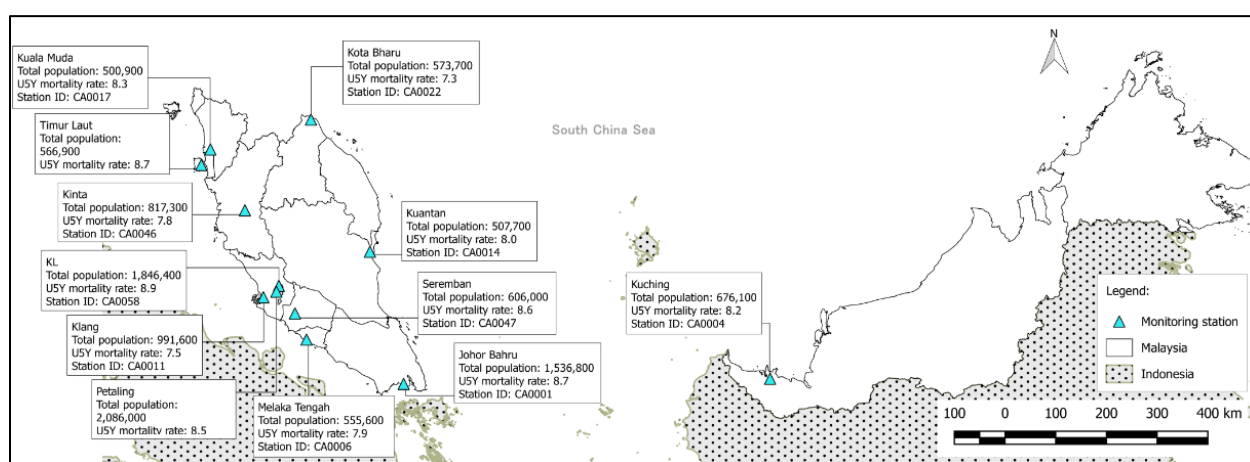 Kuala Muda
Total population: 500,900
U5Y mortality rate: 8.3
Station ID: CA0017
Kota Bharu
Total population: 573,700
U5Y mortality rate: 7.3
Station ID: CA0022
N
South China Sea
Timur Laut
Total population:
566,900
U5Y mortality rate: 8.7
Kinta
Total population: 817,300
U5Y mortality rate: 7.8
Station ID: CA0046
Kuantan
Total population: 507,700
U5Y mortality rate: 8.0
Station ID: CA0014
KL
Total population: 1,846,400
U5Y mortality rate: 8.9
Station ID: CA0058
Seremban
Total population: 606,000
U5Y mortality rate: 8.6
Station ID: CA0047
Kuching
Total population: 676,100
U5Y mortality rate: 8.2
Station ID: CA0004
Klang
Total population: 991,600
U5Y mortality rate: 7.5
Station ID: CA0011
Johor Bahru
Total population: 1,536,800
U5Y mortality rate: 8.7
Station ID: CA0001
Petaling
Total population:
2,086,000
U5Y mortality rate: 8.5
Melaka Tengah
Total population: 555,600
U5Y mortality rate: 7.9
Station ID: CA0006
Legend:
Monitoring station
Malaysia
Indonesia
100 0 100 200 300 400 km